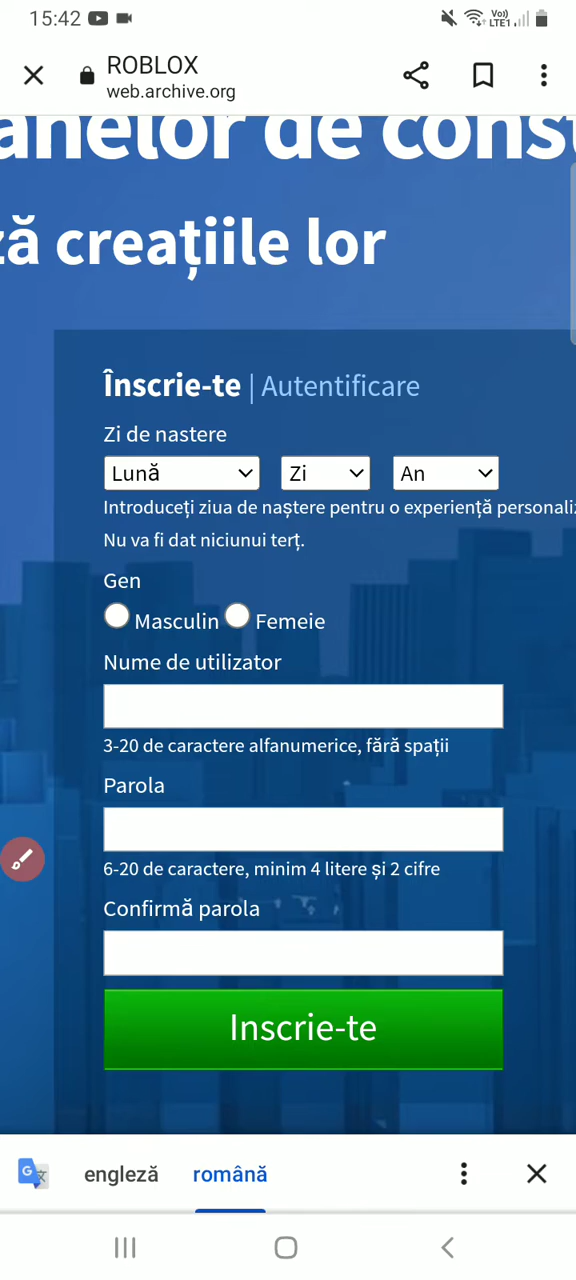 15:42
Vo))
LTE1
ROBLOX
web.archive.org
anelor de const
ză creațiile lor
Înscrie-te | Autentificare
Zi de nastere
Lună Zi An
Introduceți ziua de naștere pentru o experiență personaliz
Nu va fi dat niciunui terț.
Gen
Masculin Femeie
Nume de utilizator
3-20 de caractere alfanumerice, fără spații
Parola
6-20 de caractere, minim 4 litere și 2 cifre
Confirmă parola
Inscrie-te
G engleză română